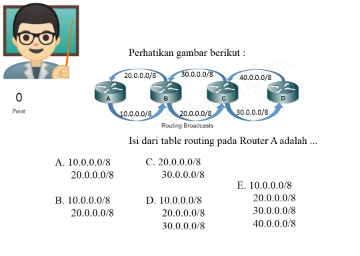 Perhatikan gambar berikut :
20.0.0.0/8
30.0.0.0/8
40.0.0.0/8
A
B
C
D
10.0.0.0/8
20.0.0.0/8
30.0.0.0/8
Routing Broadcasts
0
Point
Isi dari table routing pada Router A adalah ...
A. 10.0.0.0/8
20.0.0.0/8
B. 10.0.0.0/8
20.0.0.0/8
C. 20.0.0.0/8
30.0.0.0/8
D. 10.0.0.0/8
20.0.0.0/8
30.0.0.0/8
E. 10.0.0.0/8
20.0.0.0/8
30.0.0.0/8
40.0.0.0/8